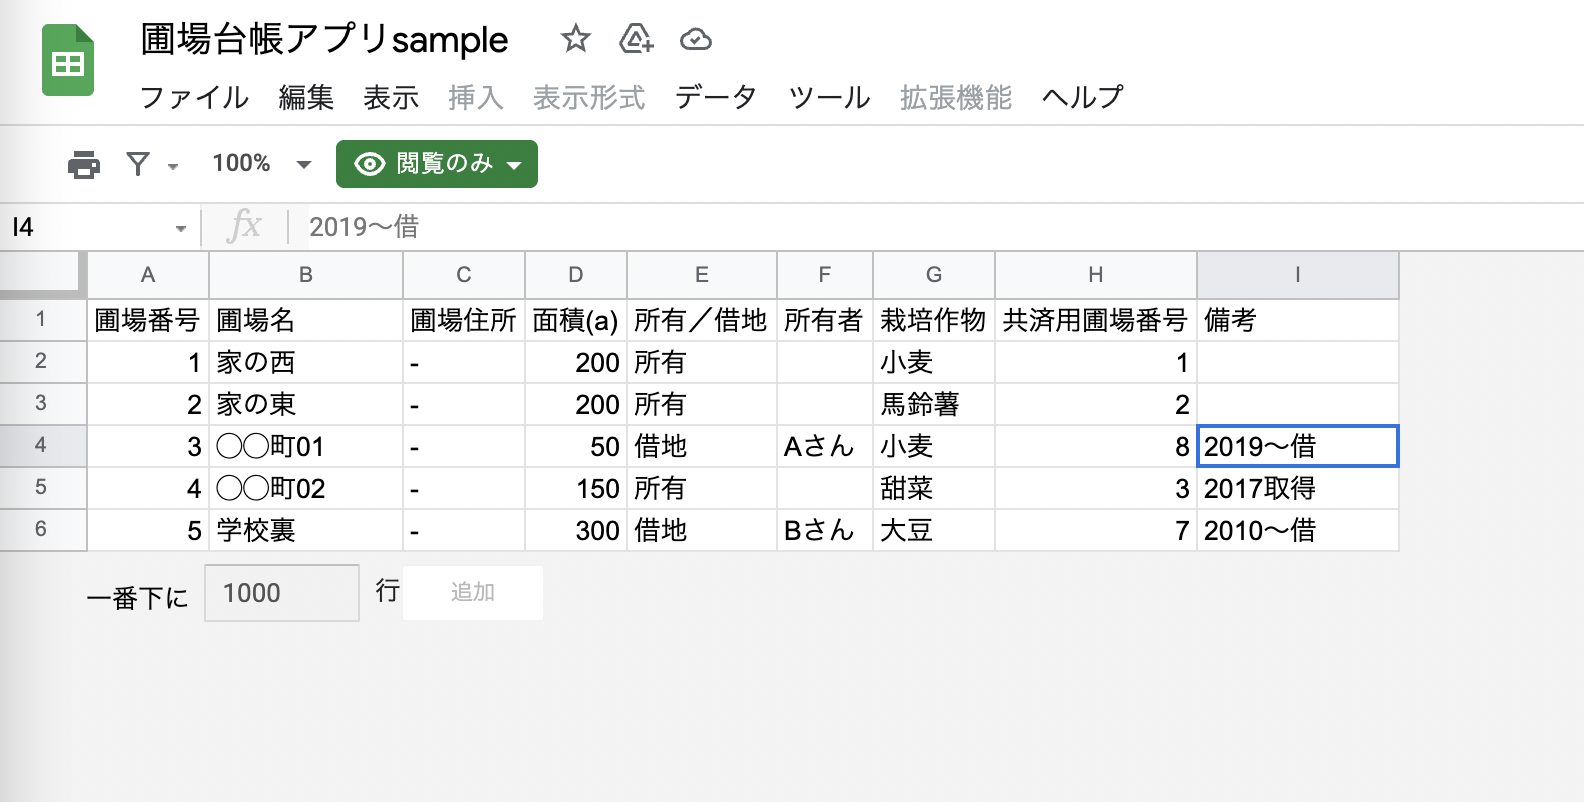 圃場台帳アプリsample
ファイル 編集 表示 挿入 表示形式 データ ツール 拡張機能 ヘルプ
100% 閲覧のみ
I4 fx 2019〜借
A B C D E F G H I
1 圃場番号 圃場名 圃場住所 面積(a) 所有／借地 所有者 栽培作物 共済用圃場番号 備考
2 1 家の西 - 200 所有 小麦 1
3 2 家の東 - 200 所有 馬鈴薯 2
4 3 〇〇町01 - 50 借地 Aさん 小麦 8 2019〜借
5 4 〇〇町02 - 150 所有 甜菜 3 2017取得
6 5 学校裏 - 300 借地 Bさん 大豆 7 2010〜借
一番下に 1000 行 追加